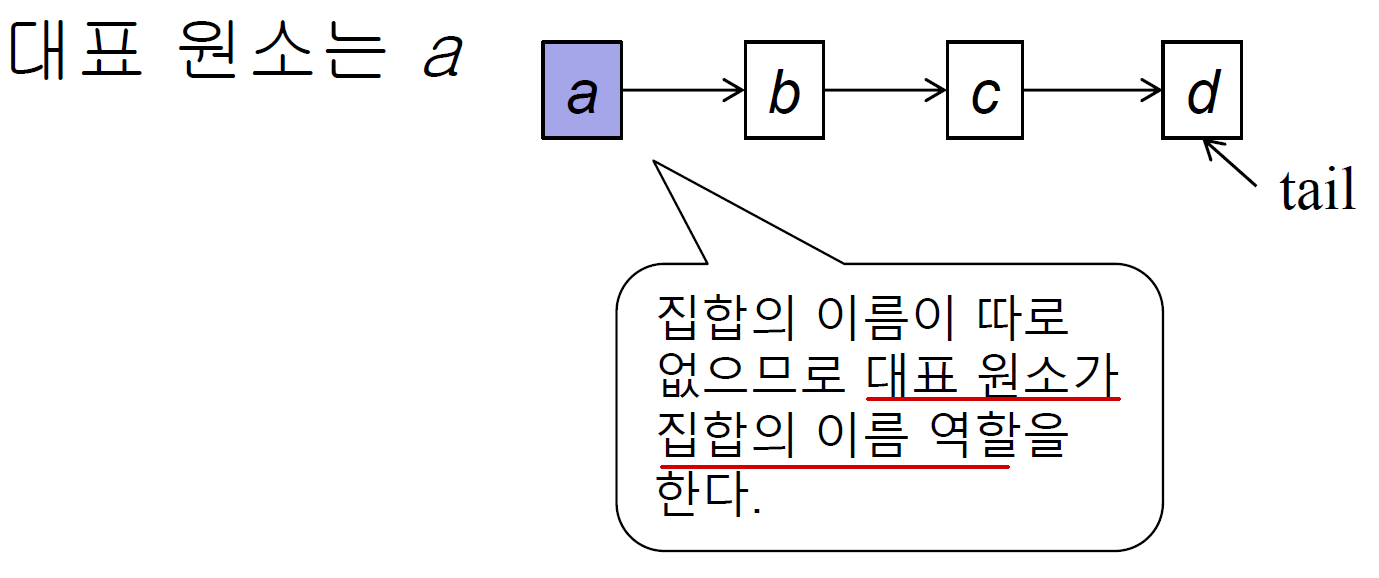 대표 원소는 a
a b c d
tail
집합의 이름이 따로
없으므로 대표 원소가
집합의 이름 역할을
한다.